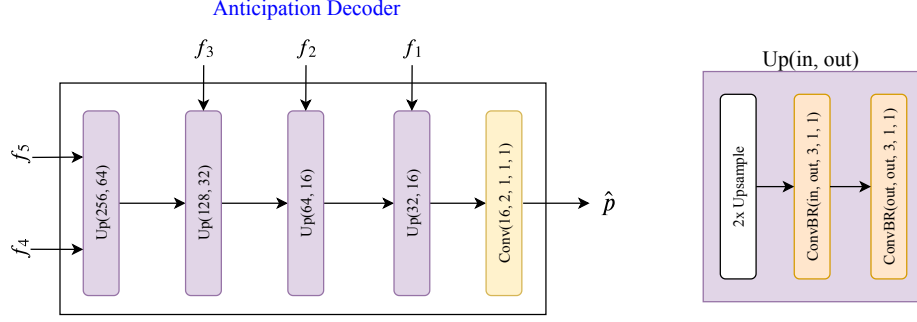 Anticipation Decoder
f₃
f₂
f₁
f₅
f₄
Up(256, 64)
Up(128, 32)
Up(64, 16)
Up(32, 16)
Conv(16, 2, 1, 1, 1)
p̂
Up(in, out)
2x Upsample
ConvBR(in, out, 3, 1, 1)
ConvBR(out, out, 3, 1, 1)